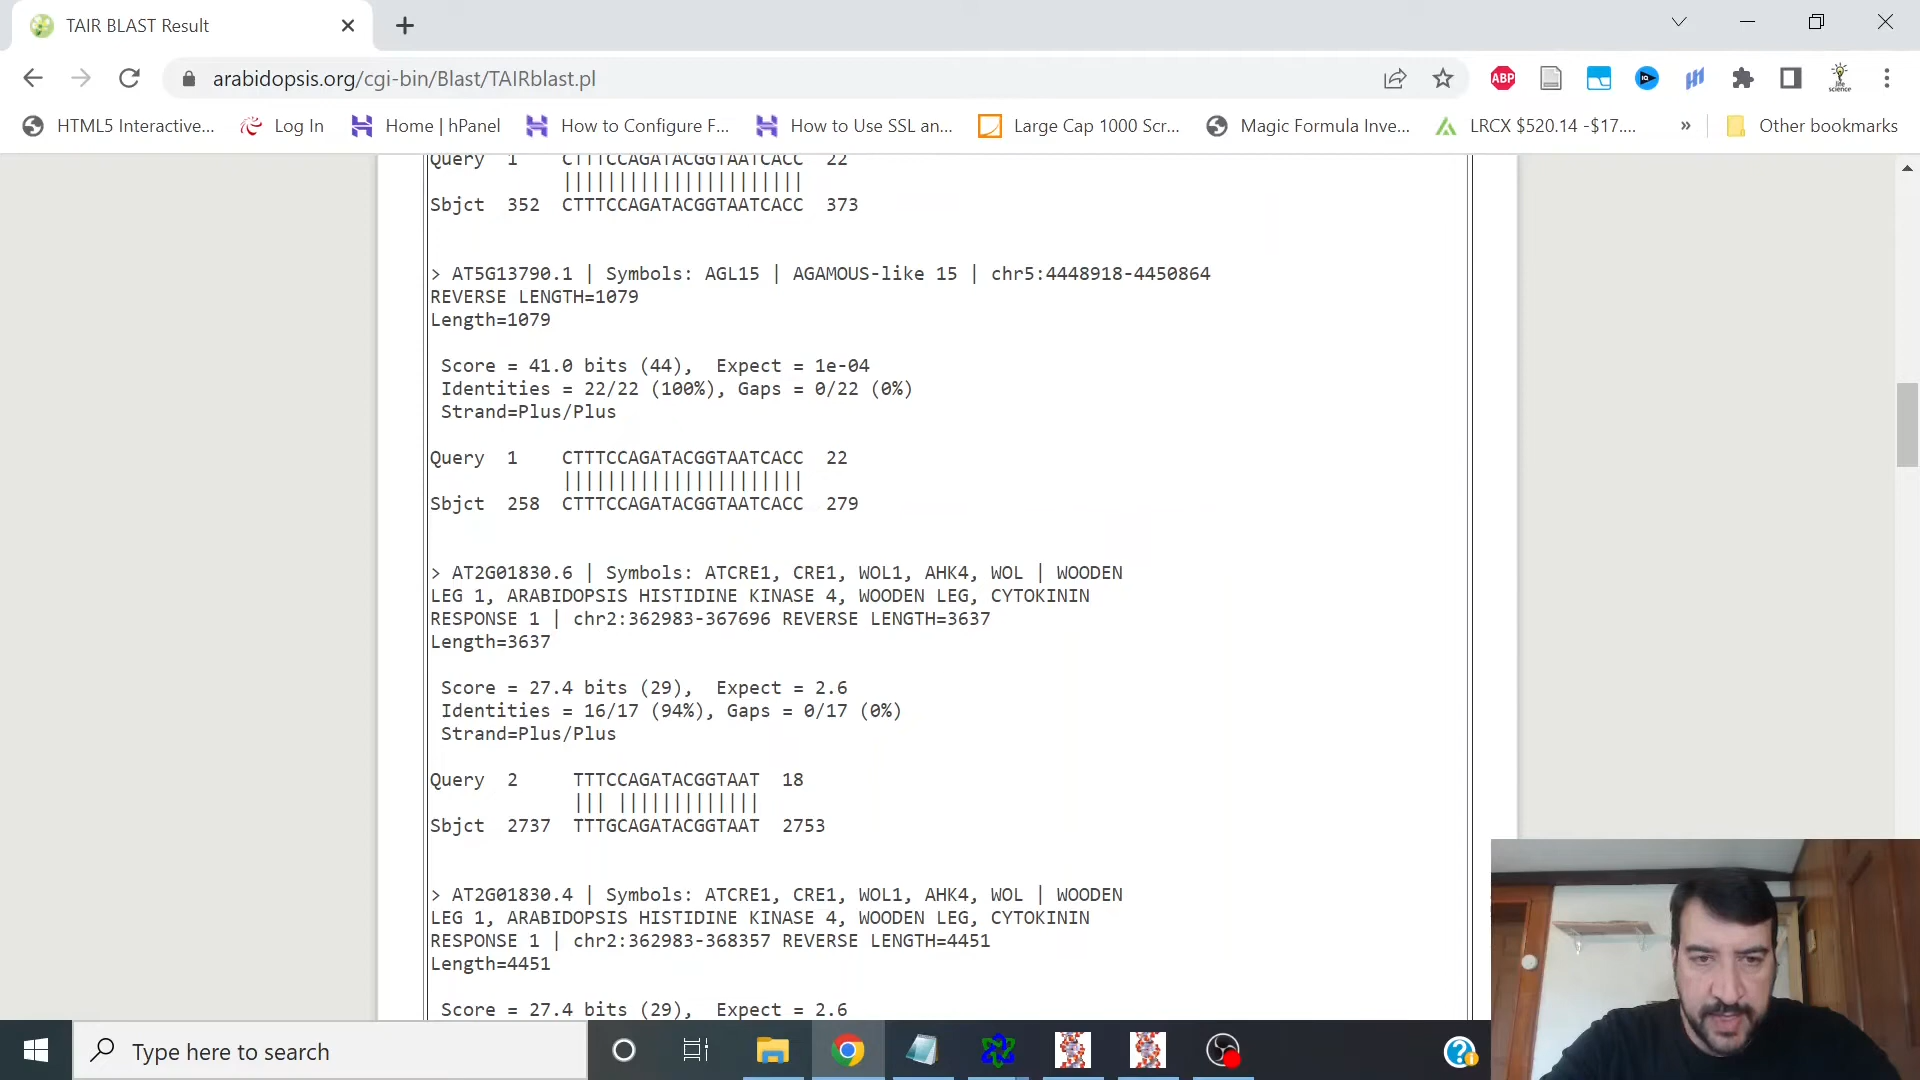 TAIR BLAST Result
arabidopsis.org/cgi-bin/Blast/TAIRblast.pl
ABP
life science
HTML5 Interactive...
Log In
Home | hPanel
How to Configure F...
How to Use SSL an...
Large Cap 1000 Scr...
Magic Formula Inve...
LRCX $520.14 -$17....
»
Other bookmarks
Query 1 CTTTCCAGATACGGTAATCACC 22
||||||||||||||||||||||
Sbjct 352 CTTTCCAGATACGGTAATCACC 373
> AT5G13790.1 | Symbols: AGL15 | AGAMOUS-like 15 | chr5:4448918-4450864
REVERSE LENGTH=1079
Length=1079
Score = 41.0 bits (44), Expect = 1e-04
Identities = 22/22 (100%), Gaps = 0/22 (0%)
Strand=Plus/Plus
Query 1 CTTTCCAGATACGGTAATCACC 22
||||||||||||||||||||||
Sbjct 258 CTTTCCAGATACGGTAATCACC 279
> AT2G01830.6 | Symbols: ATCRE1, CRE1, WOL1, AHK4, WOL | WOODEN
LEG 1, ARABIDOPSIS HISTIDINE KINASE 4, WOODEN LEG, CYTOKININ
RESPONSE 1 | chr2:362983-367696 REVERSE LENGTH=3637
Length=3637
Score = 27.4 bits (29), Expect = 2.6
Identities = 16/17 (94%), Gaps = 0/17 (0%)
Strand=Plus/Plus
Query 2 TTTCCAGATACGGTAAT 18
||| |||||||||||||
Sbjct 2737 TTTGCAGATACGGTAAT 2753
> AT2G01830.4 | Symbols: ATCRE1, CRE1, WOL1, AHK4, WOL | WOODEN
LEG 1, ARABIDOPSIS HISTIDINE KINASE 4, WOODEN LEG, CYTOKININ
RESPONSE 1 | chr2:362983-368357 REVERSE LENGTH=4451
Length=4451
Score = 27.4 bits (29), Expect = 2.6
Type here to search